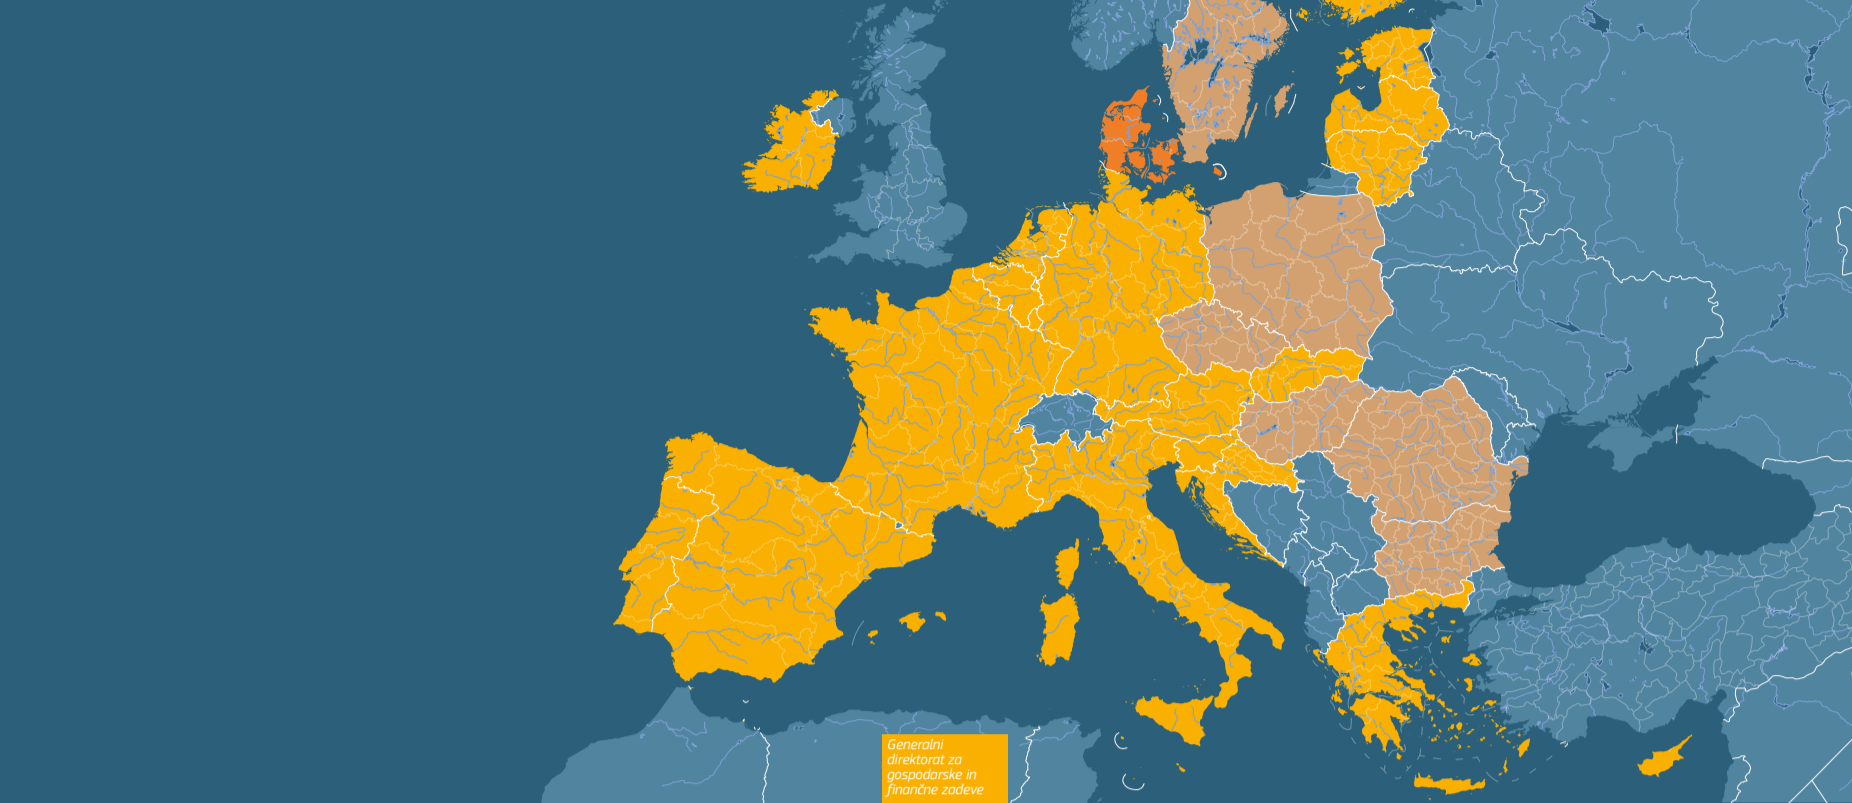 Generalni
direktorat za
gospodarske in
finančne zadeve